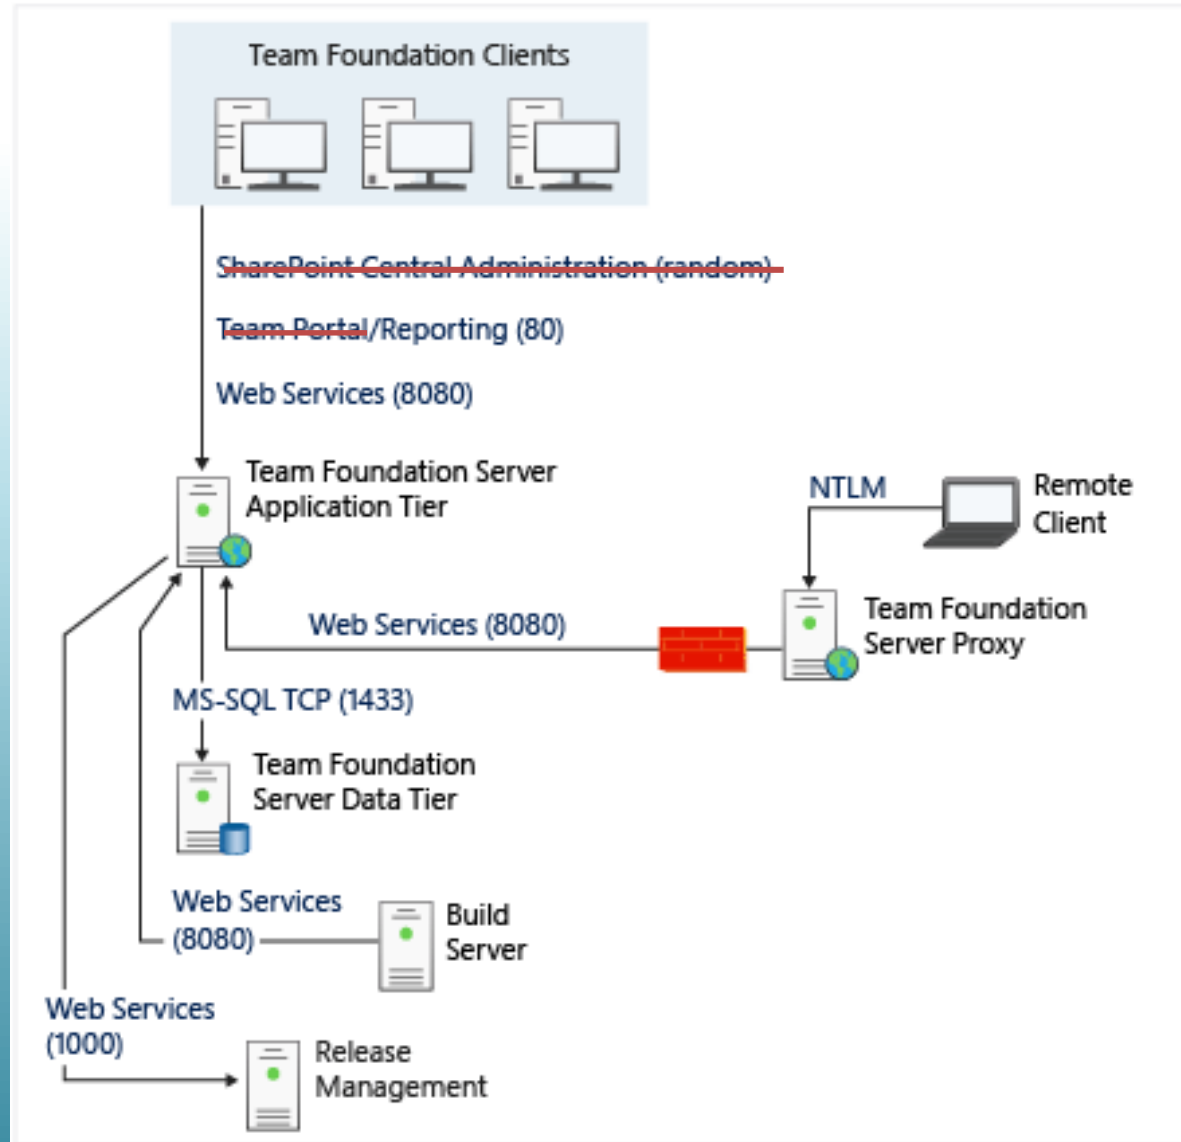 Team Foundation Clients
SharePoint Central Administration (random)
Team Portal/Reporting (80)
Web Services (8080)
Team Foundation Server
Application Tier
NTLM
Remote
Client
Web Services (8080)
Team Foundation
Server Proxy
MS-SQL TCP (1433)
Team Foundation
Server Data Tier
Web Services
(8080)
Build
Server
Web Services
(1000)
Release
Management